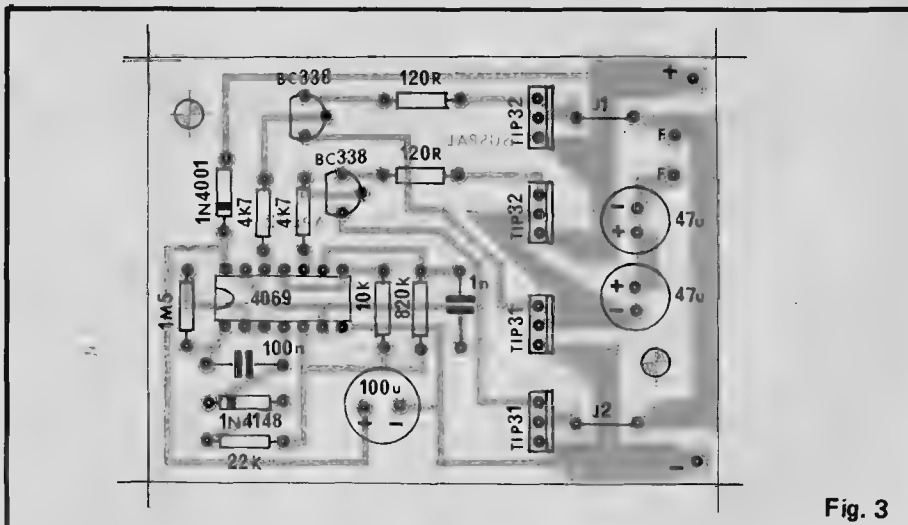 +
BC338
120R
TIP32
J1
F
BC338
120R
F
1N4001
4K7
4K7
TIP32
-
+
47u
+
-
47u
1M5
4069
10k
820k
1n
TIP31
100n
100u
+ -
1N4148
22K
TIP31
J2
-
Fig. 3